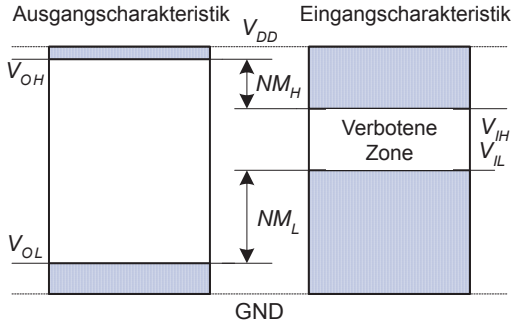 Ausgangscharakteristik
Eingangscharakteristik
V_DD
V_OH
NM_H
Verbotene
Zone
V_IH
V_IL
NM_L
V_OL
GND